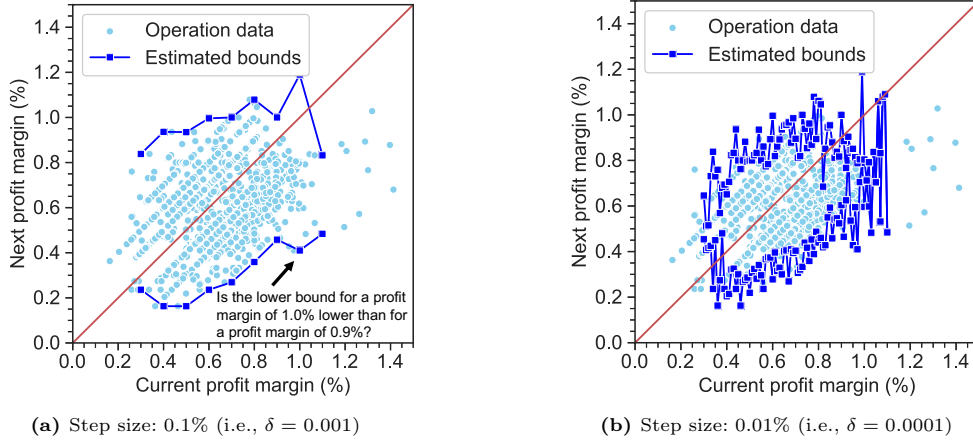 1.4
1.2
1.0
0.8
0.6
0.4
0.2
0.0
Next profit margin (%)
Operation data
Estimated bounds
Is the lower bound for a profit
margin of 1.0% lower than for
a profit margin of 0.9%?
0.0 0.2 0.4 0.6 0.8 1.0 1.2 1.4
Current profit margin (%)
(a) Step size: 0.1% (i.e., δ = 0.001)
1.4
1.2
1.0
0.8
0.6
0.4
0.2
0.0
Next profit margin (%)
Operation data
Estimated bounds
0.0 0.2 0.4 0.6 0.8 1.0 1.2 1.4
Current profit margin (%)
(b) Step size: 0.01% (i.e., δ = 0.0001)